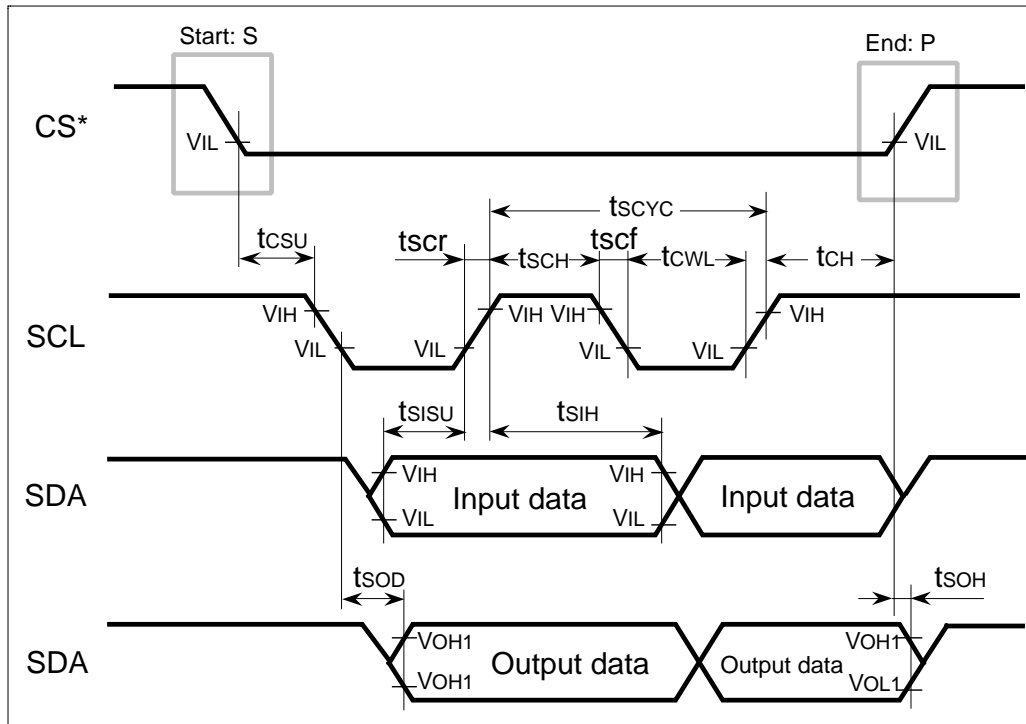 Start: S
End: P
CS*
VIL
VIL
tSCYC
tCSU
tscr
tSCH
tscf
tCWL
tCH
SCL
VIH
VIL
VIL
VIH
VIH
VIL
VIL
VIH
tSISU
tSIH
SDA
VIH
VIL
Input data
VIH
VIL
Input data
tSOD
tSOH
SDA
VOH1
VOH1
Output data
Output data
VOH1
VOL1